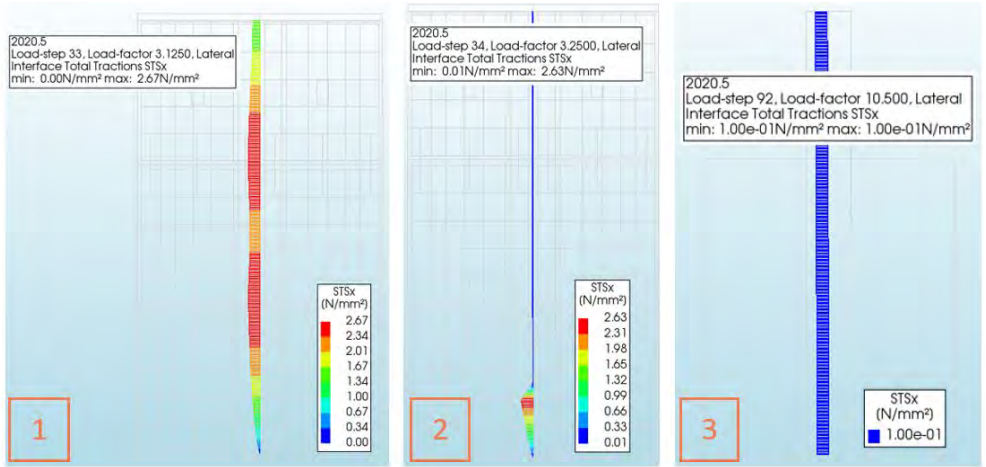 2020.5
Load-step 33, Load-factor 3.1250, Lateral
Interface Total Tractions STSx
min: 0.00N/mm² max: 2.67N/mm²
STSx
(N/mm²)
2.67
2.34
2.01
1.67
1.34
1.00
0.67
0.34
0.00
1
2020.5
Load-step 34, Load-factor 3.2500, Lateral
Interface Total Tractions STSx
min: 0.01N/mm² max: 2.63N/mm²
STSx
(N/mm²)
2.63
2.31
1.98
1.65
1.32
0.99
0.66
0.33
0.01
2
2020.5
Load-step 92, Load-factor 10.500, Lateral
Interface Total Tractions STSx
min: 1.00e-01N/mm² max: 1.00e-01N/mm²
STSx
(N/mm²)
1.00e-01
3